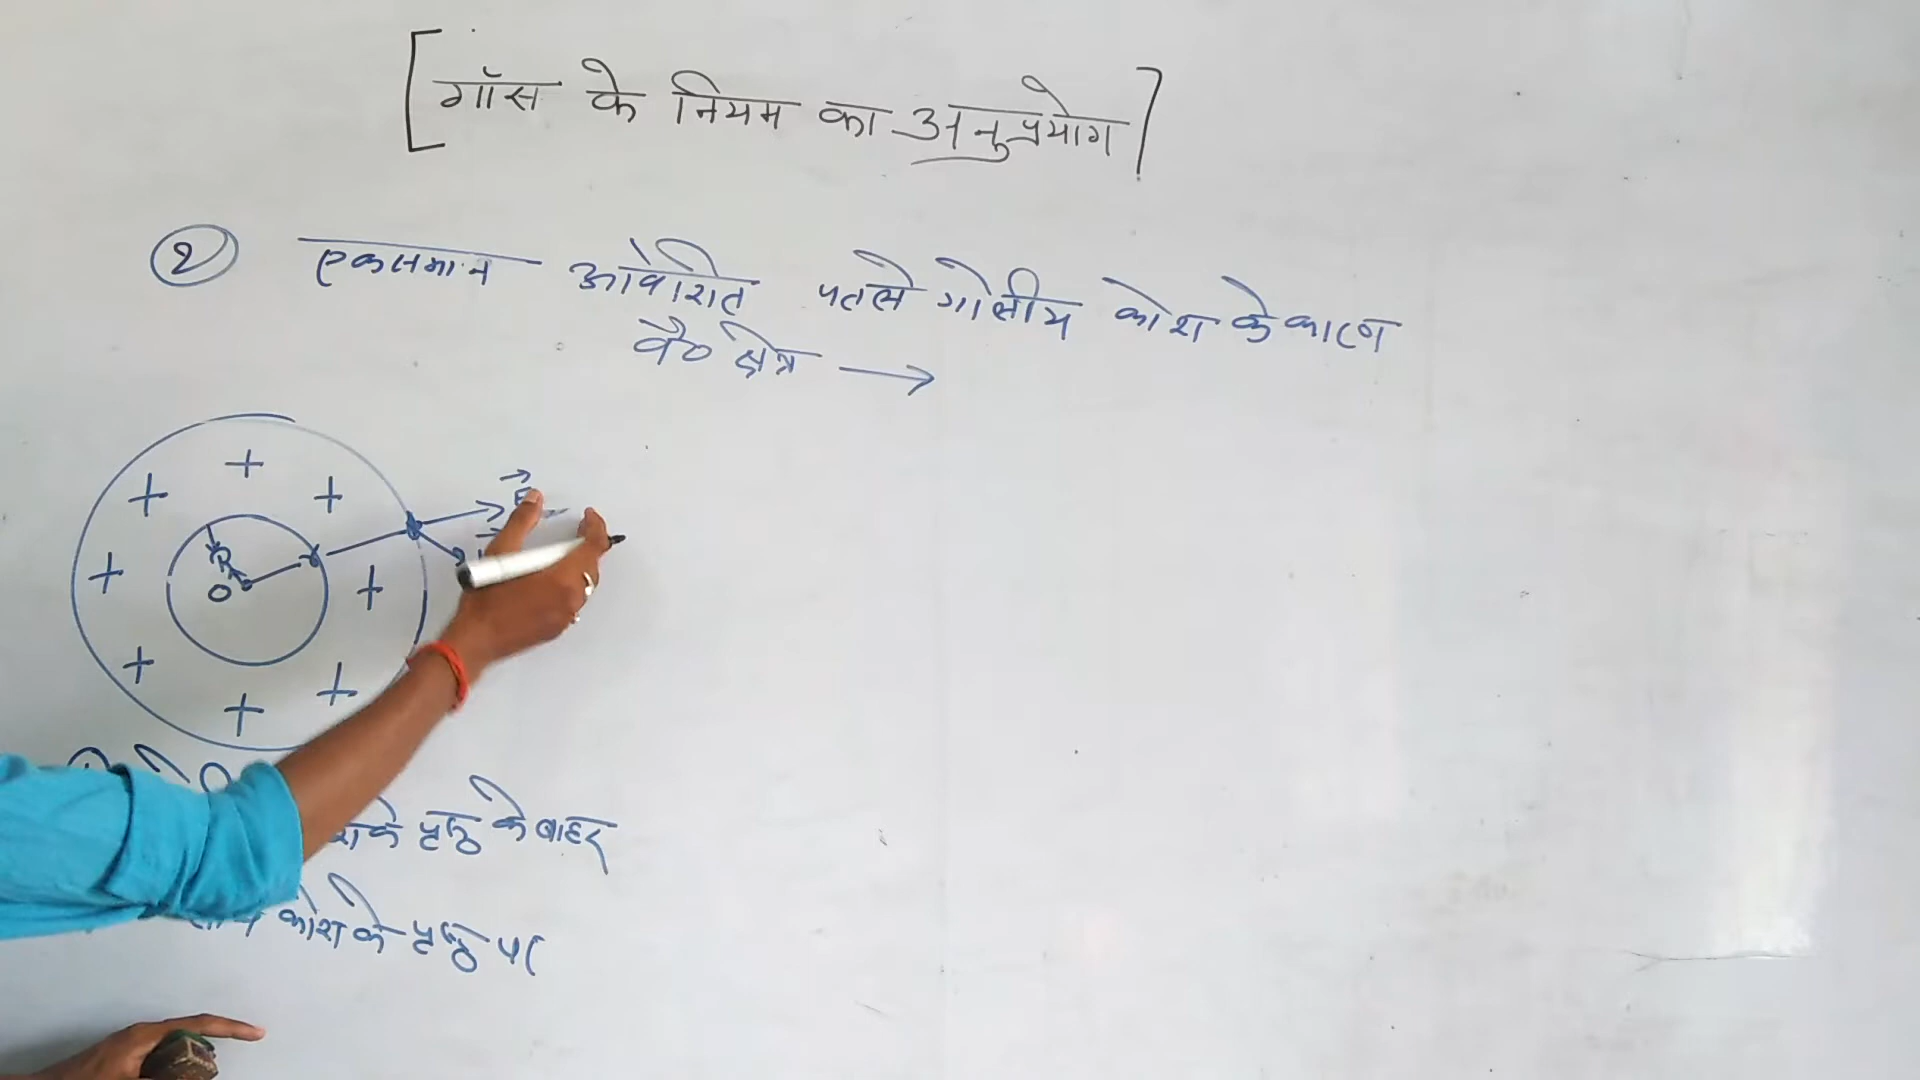 [गॉस के नियम का अनुप्रयोग]
2 एकसमान आवेशित पतले गोलीय कोश के कारण
वै० क्षेत्र →
+ + +
+ +
+ + +
E
R r
O
के पृष्ठ के बाहर
कोश के पृष्ठ पर